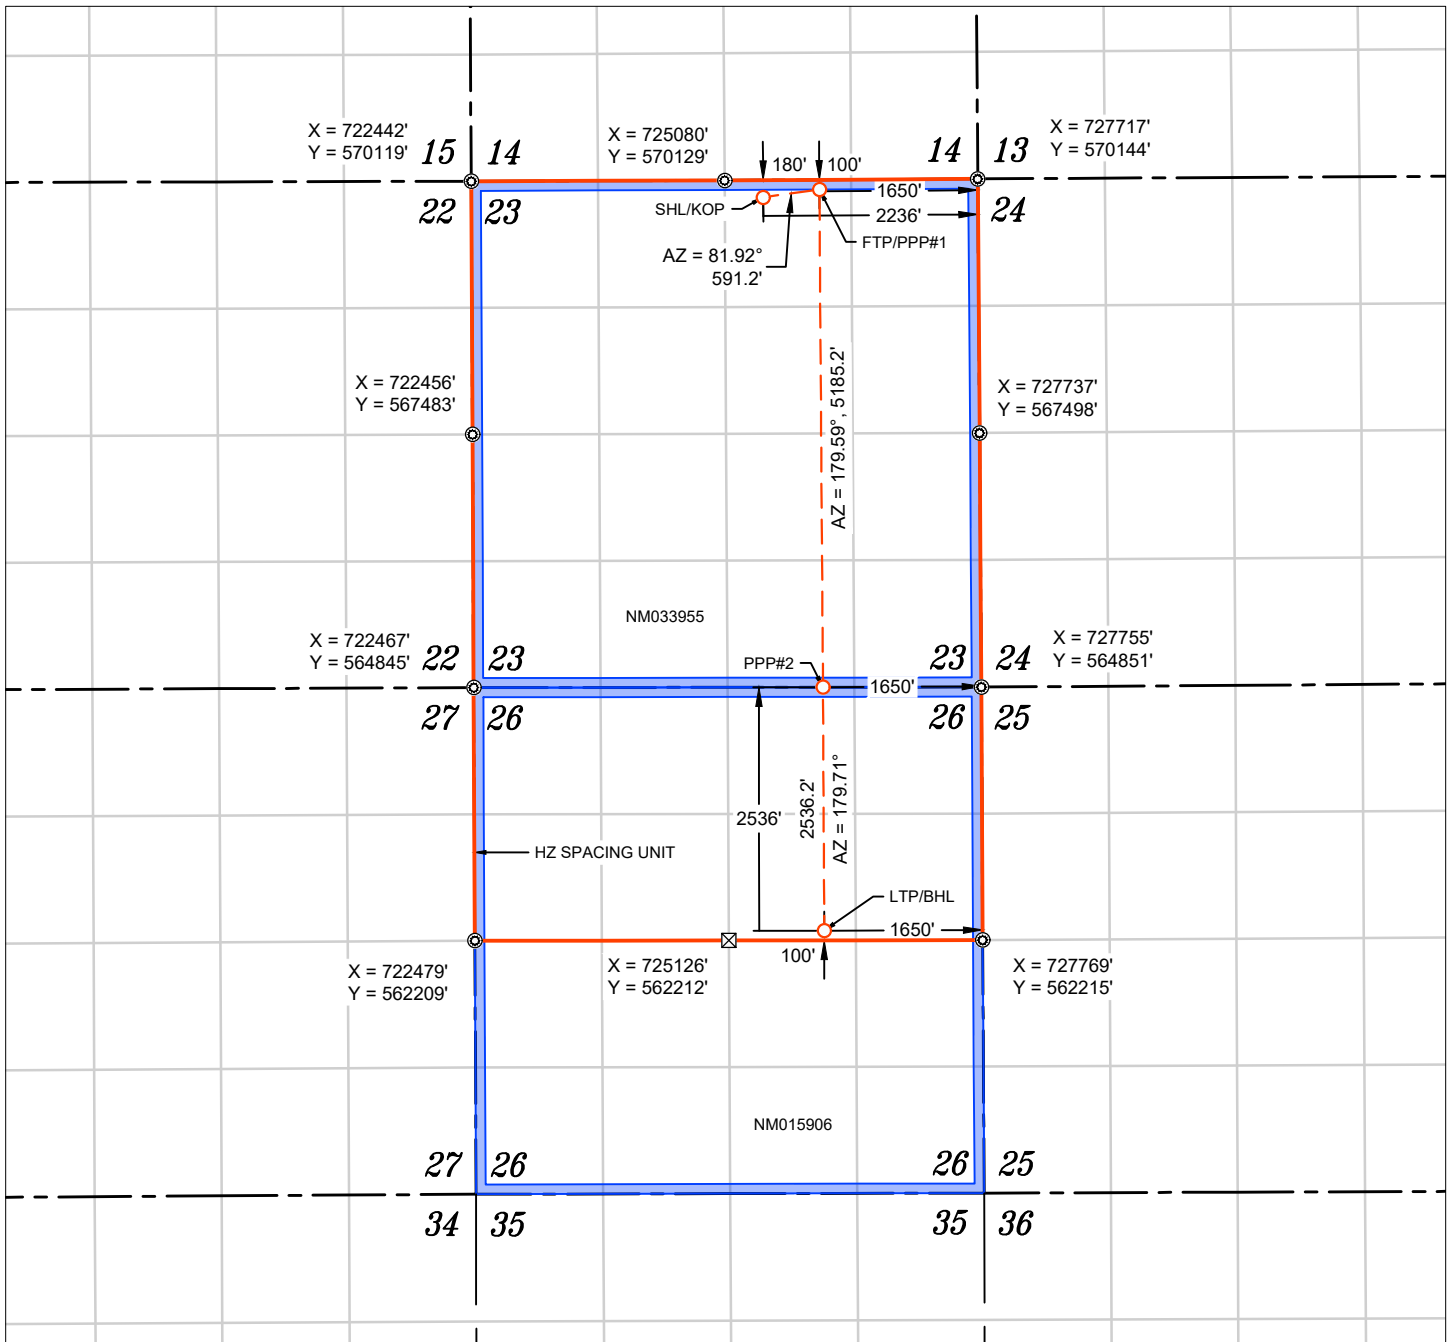 X = 722442'
Y = 570119'
15
14
X = 725080'
Y = 570129'
180'
100'
14
13
X = 727717'
Y = 570144'
22
23
SHL/KOP
1650'
2236'
24
FTP/PPP#1
AZ = 81.92°
591.2'
X = 722456'
Y = 567483'
AZ = 179.59°, 5185.2'
X = 727737'
Y = 567498'
NM033955
X = 722467'
Y = 564845'
22
23
PPP#2
1650'
23
24
X = 727755'
Y = 564851'
27
26
26
25
2536'
2536.2'
AZ = 179.71°
HZ SPACING UNIT
LTP/BHL
1650'
100'
X = 722479'
Y = 562209'
X = 725126'
Y = 562212'
X = 727769'
Y = 562215'
NM015906
27
26
26
25
34
35
35
36